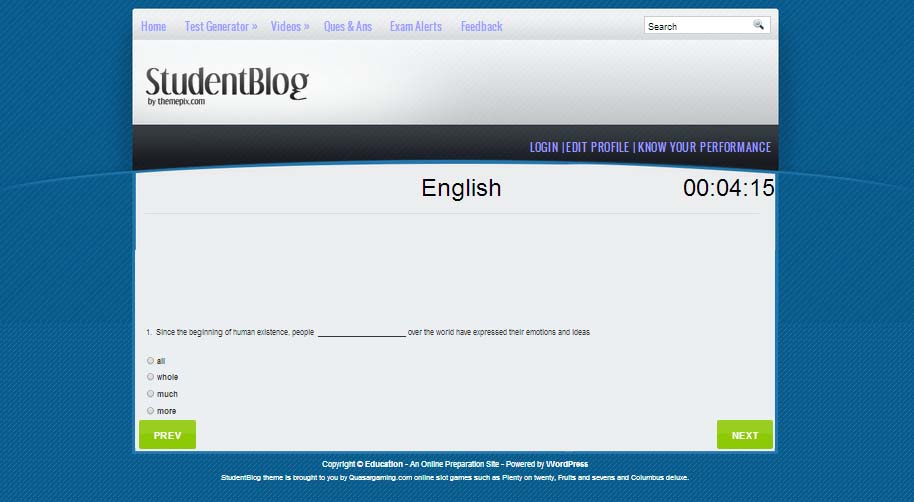 Home Test Generator » Videos » Ques & Ans Exam Alerts Feedback Search
StudentBlog
by themepix.com
LOGIN | EDIT PROFILE | KNOW YOUR PERFORMANCE
English 00:04:15
1. Since the beginning of human existence, people ____________________ over the world have expressed their emotions and ideas
all
whole
much
more
PREV NEXT
Copyright © Education - An Online Preparation Site - Powered by WordPress
StudentBlog theme is brought to you by Quasargaming.com online slot games such as Plenty on twenty, Fruits and sevens and Columbus deluxe.